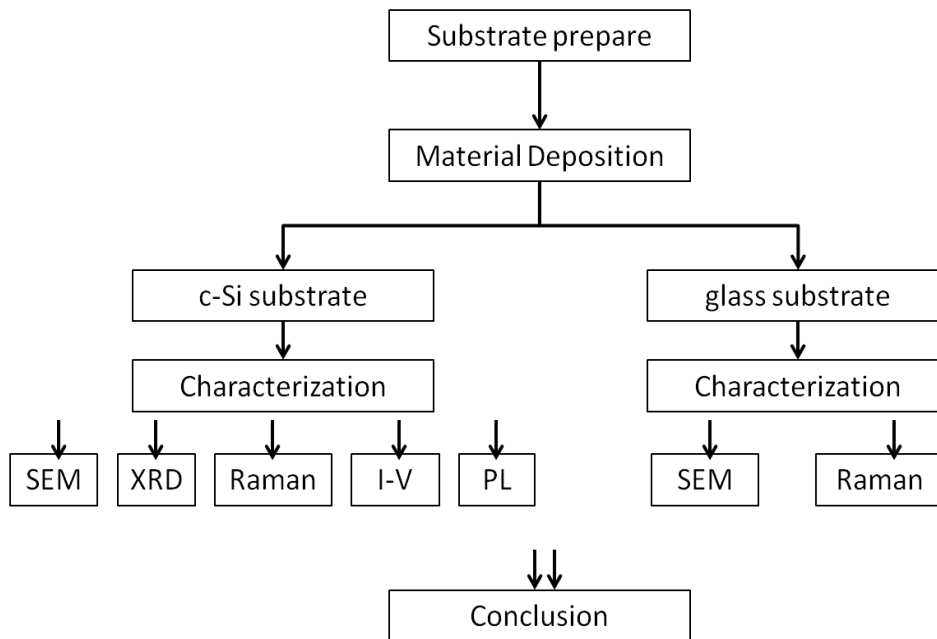 Substrate prepare
Material Deposition
c-Si substrate
glass substrate
Characterization
Characterization
SEM
XRD
Raman
I-V
PL
SEM
Raman
Conclusion